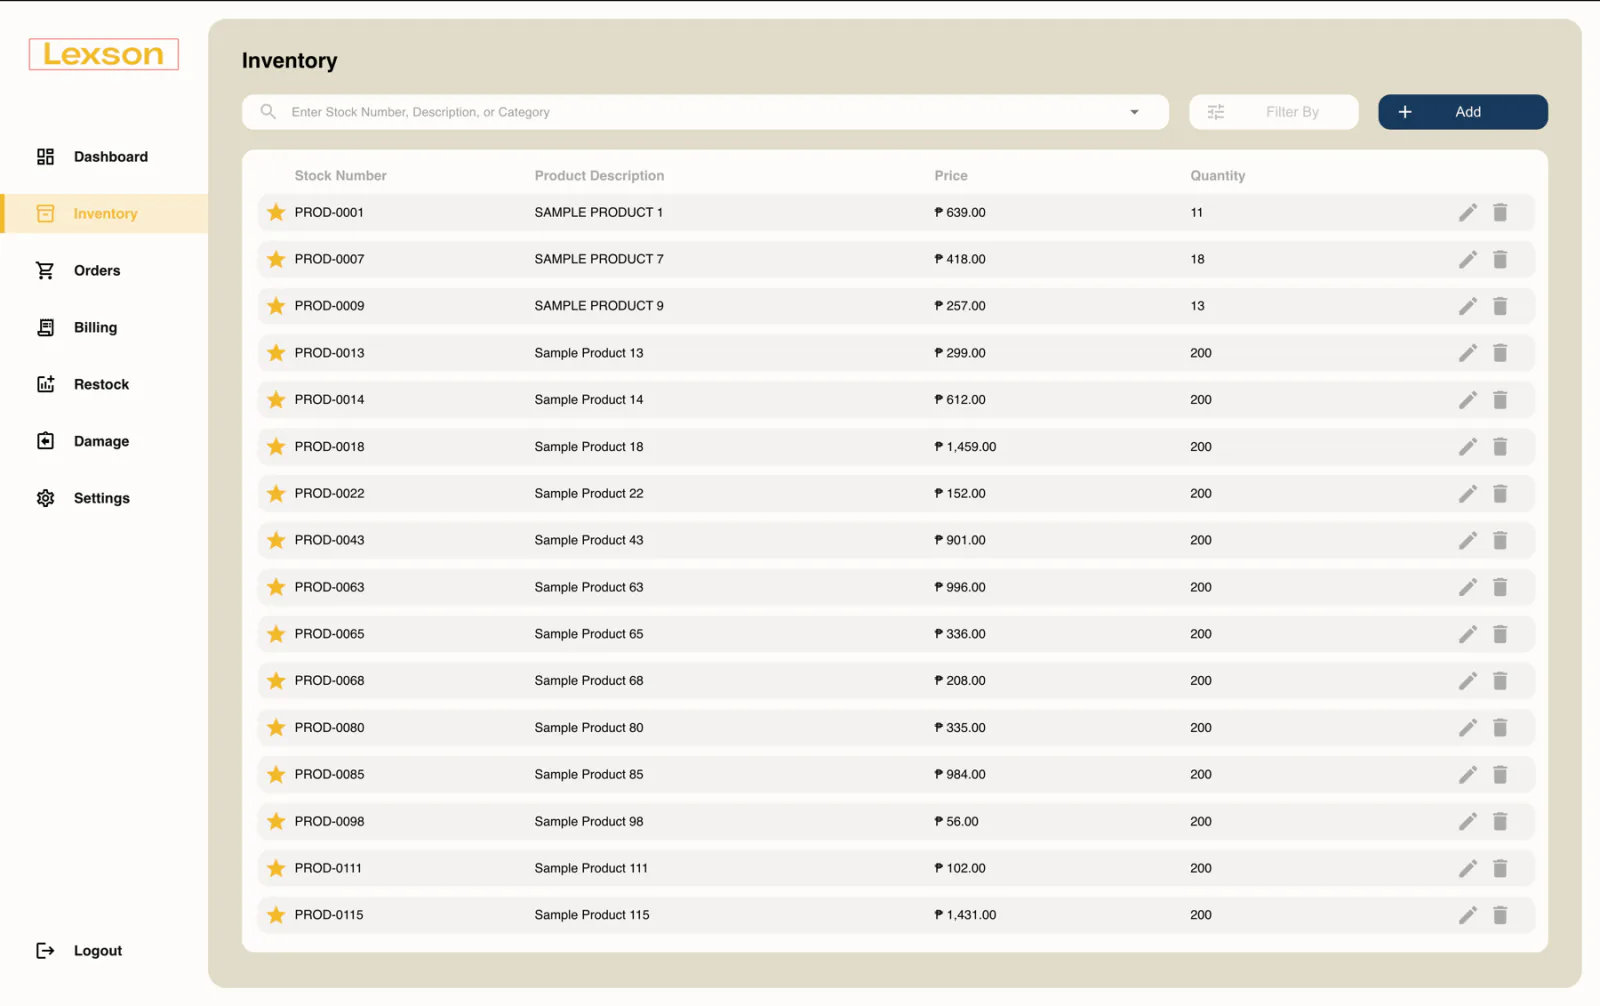 Lexson
Dashboard
Inventory
Orders
Billing
Restock
Damage
Settings
Logout
Inventory
Enter Stock Number, Description, or Category
Filter By
+ Add
Stock Number Product Description Price Quantity
PROD-0001 SAMPLE PRODUCT 1 ₱ 639.00 11
PROD-0007 SAMPLE PRODUCT 7 ₱ 418.00 18
PROD-0009 SAMPLE PRODUCT 9 ₱ 257.00 13
PROD-0013 Sample Product 13 ₱ 299.00 200
PROD-0014 Sample Product 14 ₱ 612.00 200
PROD-0018 Sample Product 18 ₱ 1,459.00 200
PROD-0022 Sample Product 22 ₱ 152.00 200
PROD-0043 Sample Product 43 ₱ 901.00 200
PROD-0063 Sample Product 63 ₱ 996.00 200
PROD-0065 Sample Product 65 ₱ 336.00 200
PROD-0068 Sample Product 68 ₱ 208.00 200
PROD-0080 Sample Product 80 ₱ 335.00 200
PROD-0085 Sample Product 85 ₱ 984.00 200
PROD-0098 Sample Product 98 ₱ 56.00 200
PROD-0111 Sample Product 111 ₱ 102.00 200
PROD-0115 Sample Product 115 ₱ 1,431.00 200